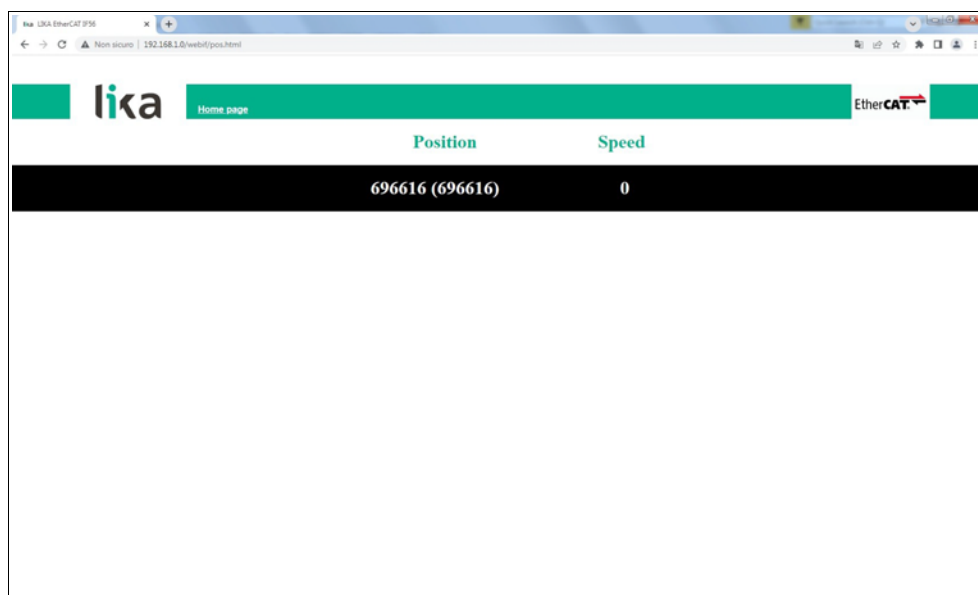 lika LIKA EtherCAT IF56
Non sicuro | 192.168.1.0/webif/pos.html
lika
Home page
EtherCAT
Position Speed
696616 (696616) 0